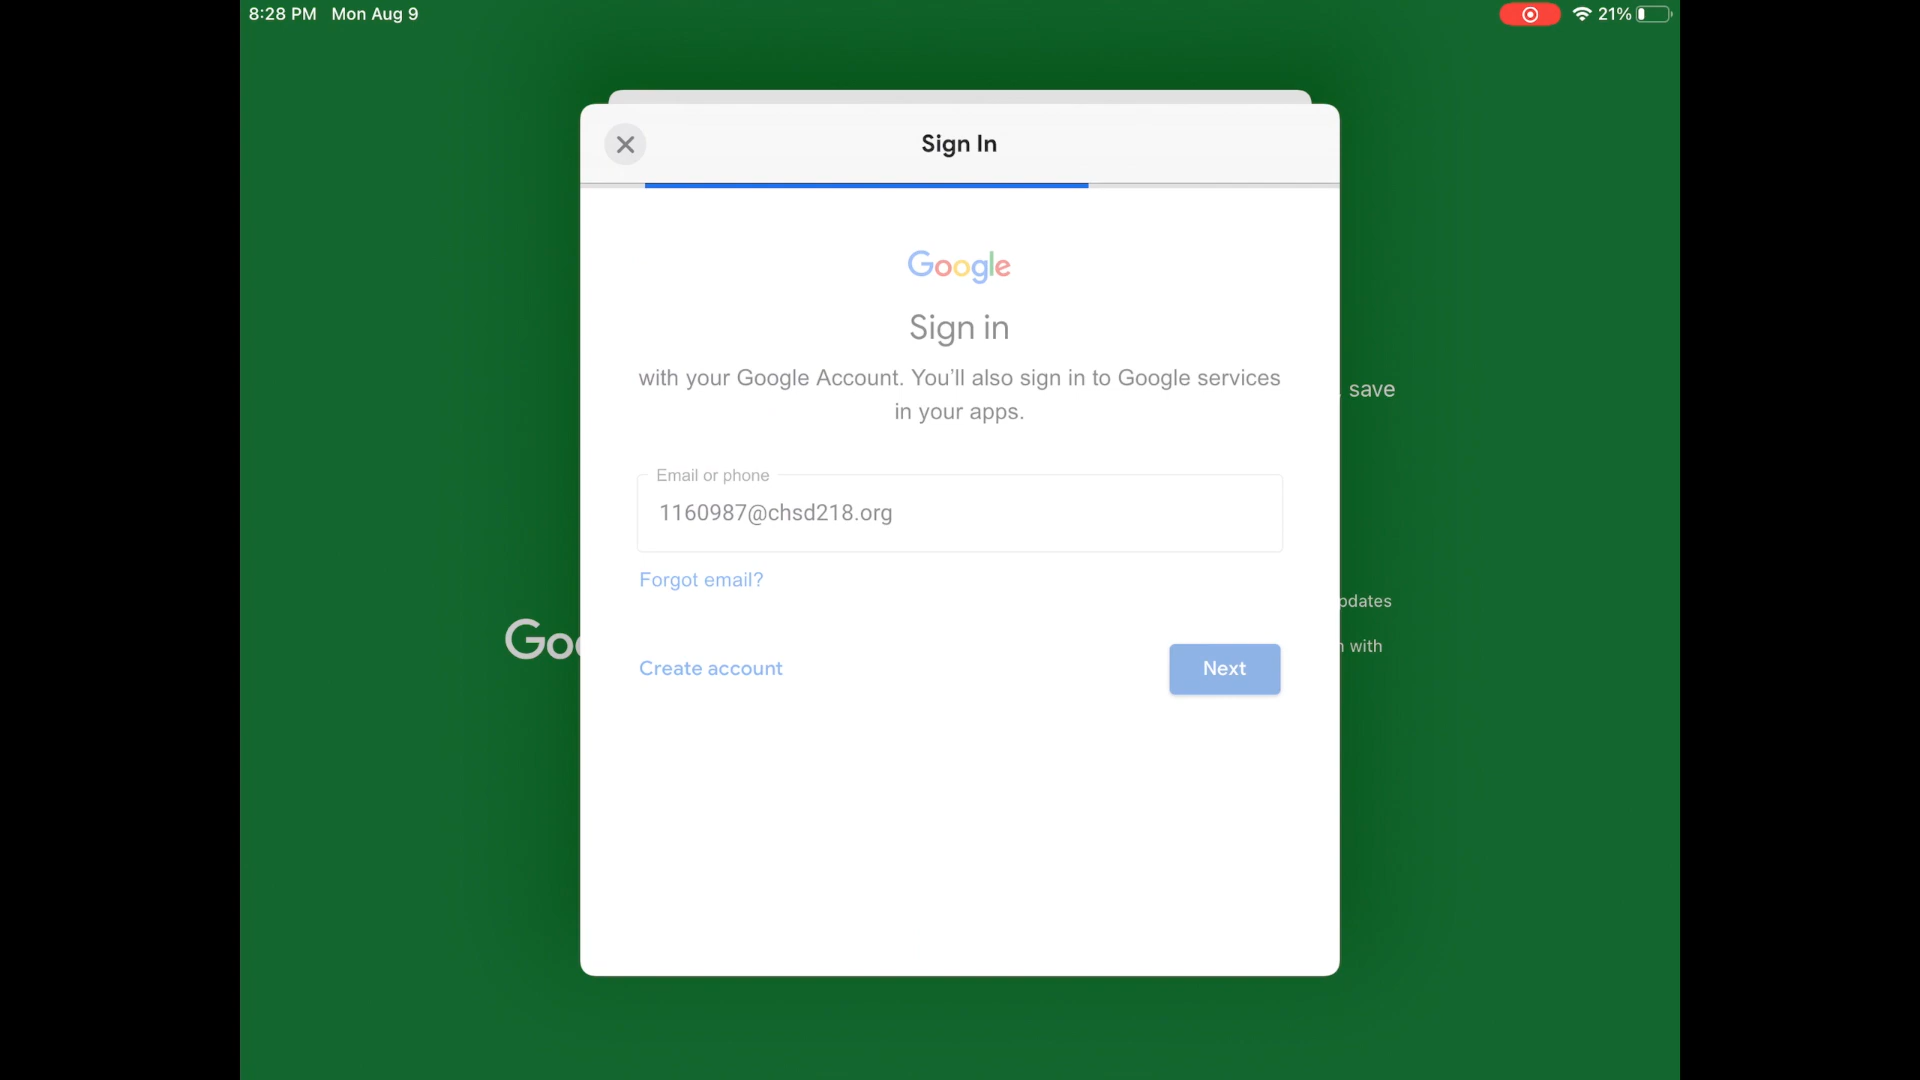 8:28 PM Mon Aug 9
21%
Sign In
Google
Sign in
with your Google Account. You’ll also sign in to Google services
in your apps.
save
Email or phone
1160987@chsd218.org
Forgot email?
Create account
Next
with